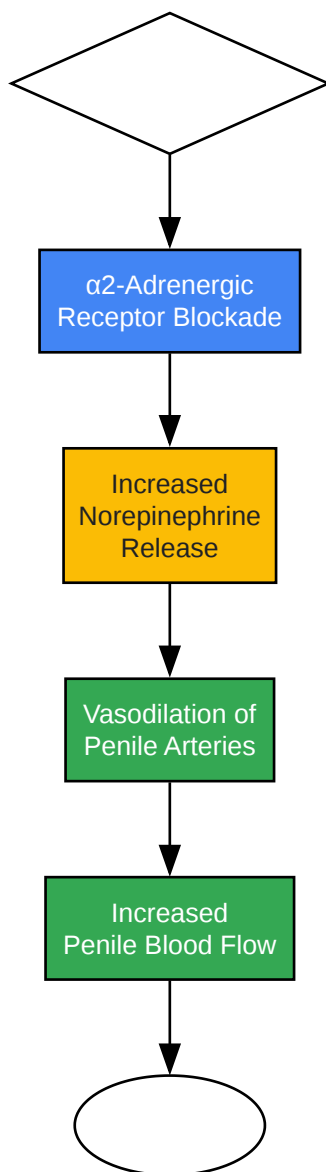 α2-Adrenergic
Receptor Blockade
Increased
Norepinephrine
Release
Vasodilation of
Penile Arteries
Increased
Penile Blood Flow